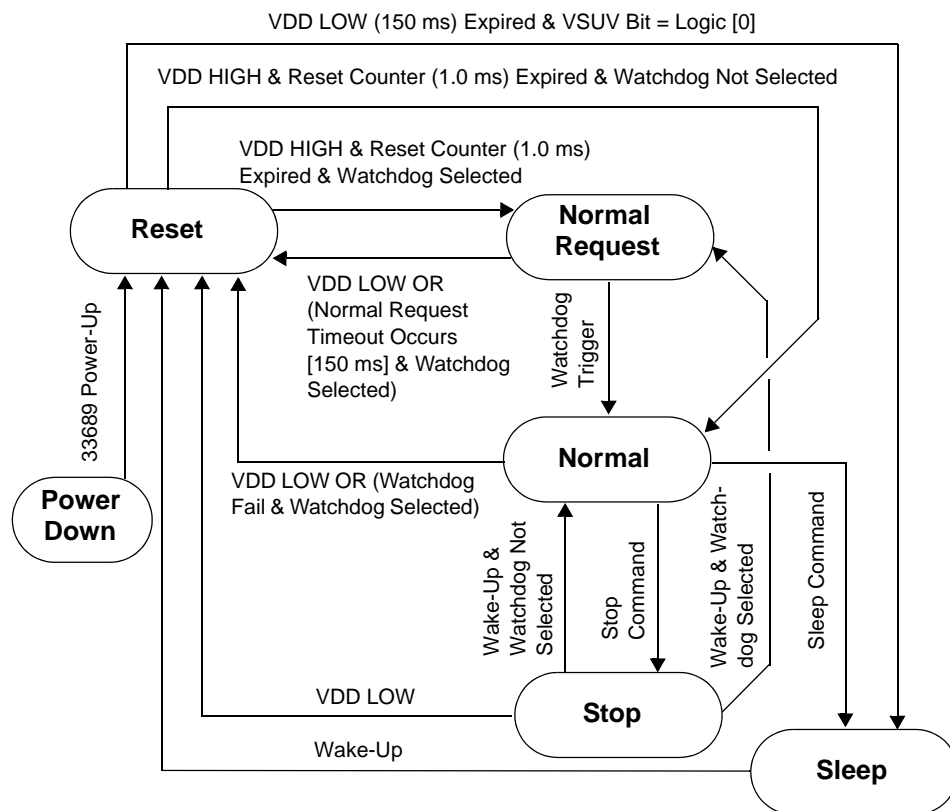 VDD LOW (150 ms) Expired & VSUV Bit = Logic [0]
VDD HIGH & Reset Counter (1.0 ms) Expired & Watchdog Not Selected
VDD HIGH & Reset Counter (1.0 ms)
Expired & Watchdog Selected
Reset
Normal
Request
VDD LOW OR
(Normal Request
Timeout Occurs
[150 ms] & Watchdog
Selected)
33689 Power-Up
Watchdog
Trigger
Normal
VDD LOW OR (Watchdog
Fail & Watchdog Selected)
Power
Down
Wake-Up &
Watchdog Not
Selected
Stop
Command
Wake-Up & Watch-
dog Selected
Sleep Command
VDD LOW
Stop
Wake-Up
Sleep